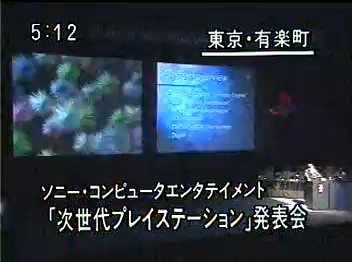 5:12
東京・有楽町
ソニー・コンピュータエンタテイメント
「次世代プレイステーション」発表会